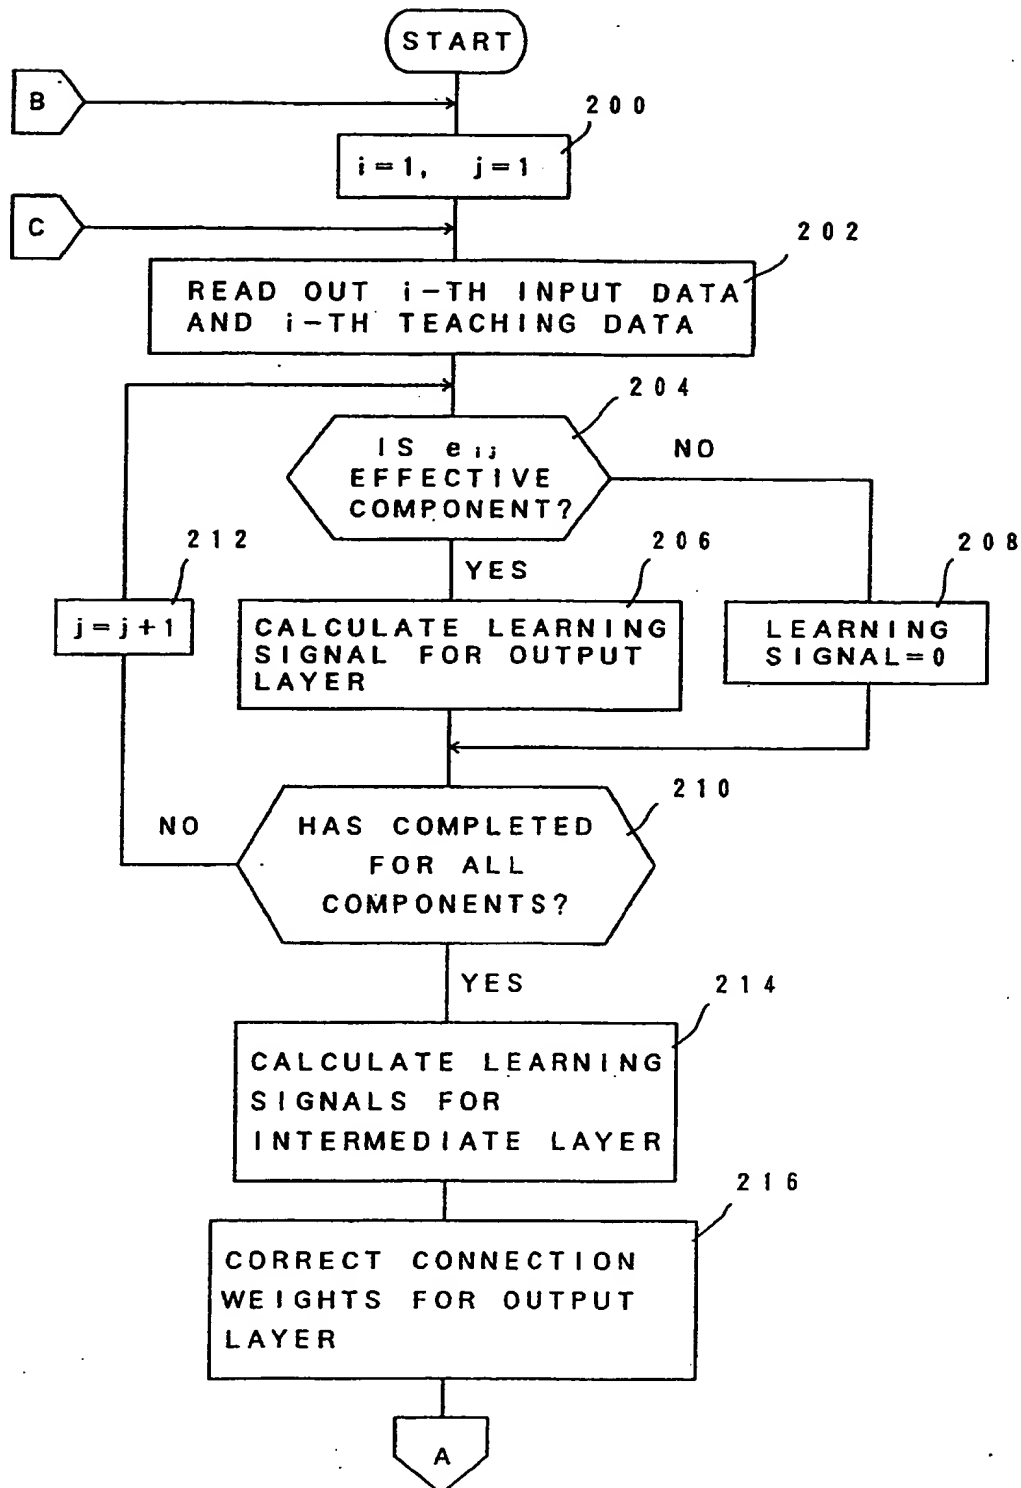 START
B
200
i=1, j=1
C
202
READ OUT i-TH INPUT DATA
AND i-TH TEACHING DATA
204
IS eij
EFFECTIVE
COMPONENT?
NO
212
206
208
YES
j=j+1
CALCULATE LEARNING
SIGNAL FOR OUTPUT
LAYER
LEARNING
SIGNAL=0
210
NO
HAS COMPLETED
FOR ALL
COMPONENTS?
YES
214
CALCULATE LEARNING
SIGNALS FOR
INTERMEDIATE LAYER
216
CORRECT CONNECTION
WEIGHTS FOR OUTPUT
LAYER
A